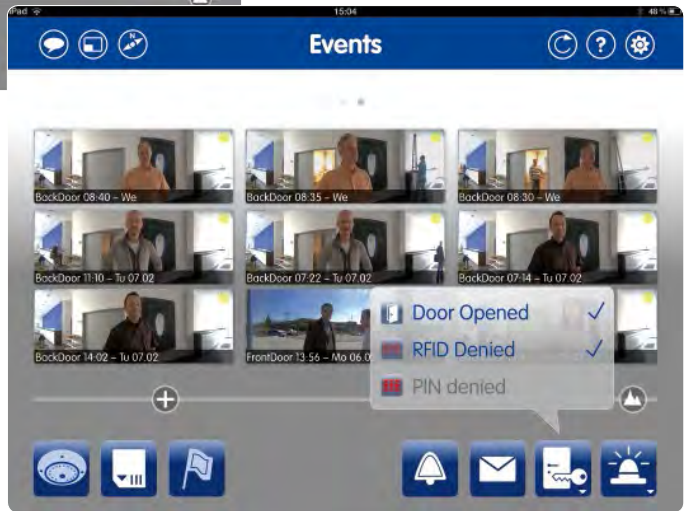 iPad 15:04 48 %
Events
BackDoor 08:40 – We
BackDoor 08:35 – We
BackDoor 08:30 – We
BackDoor 11:10 – Tu 07.02
BackDoor 07:22 – Tu 07.02
BackDoor 07:14 – Tu 07.02
BackDoor 14:02 – Tu 07.02
FrontDoor 13:56 – Mo 06.0
Door Opened
RFID Denied
PIN denied